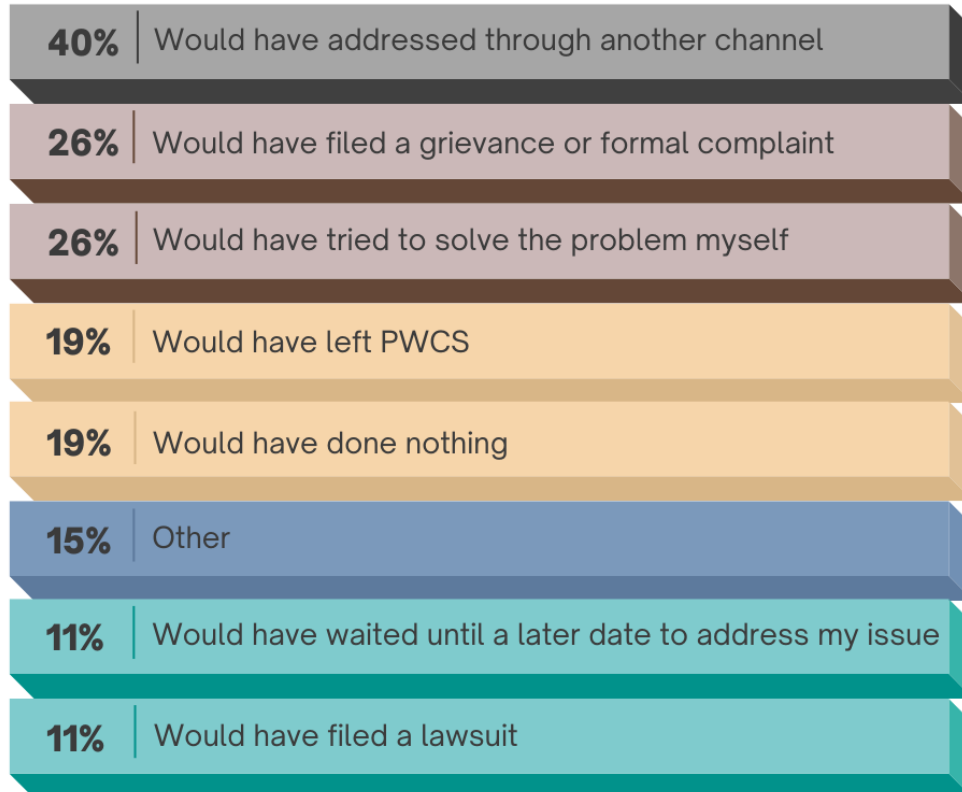 40% Would have addressed through another channel
26% Would have filed a grievance or formal complaint
26% Would have tried to solve the problem myself
19% Would have left PWCS
19% Would have done nothing
15% Other
11% Would have waited until a later date to address my issue
11% Would have filed a lawsuit